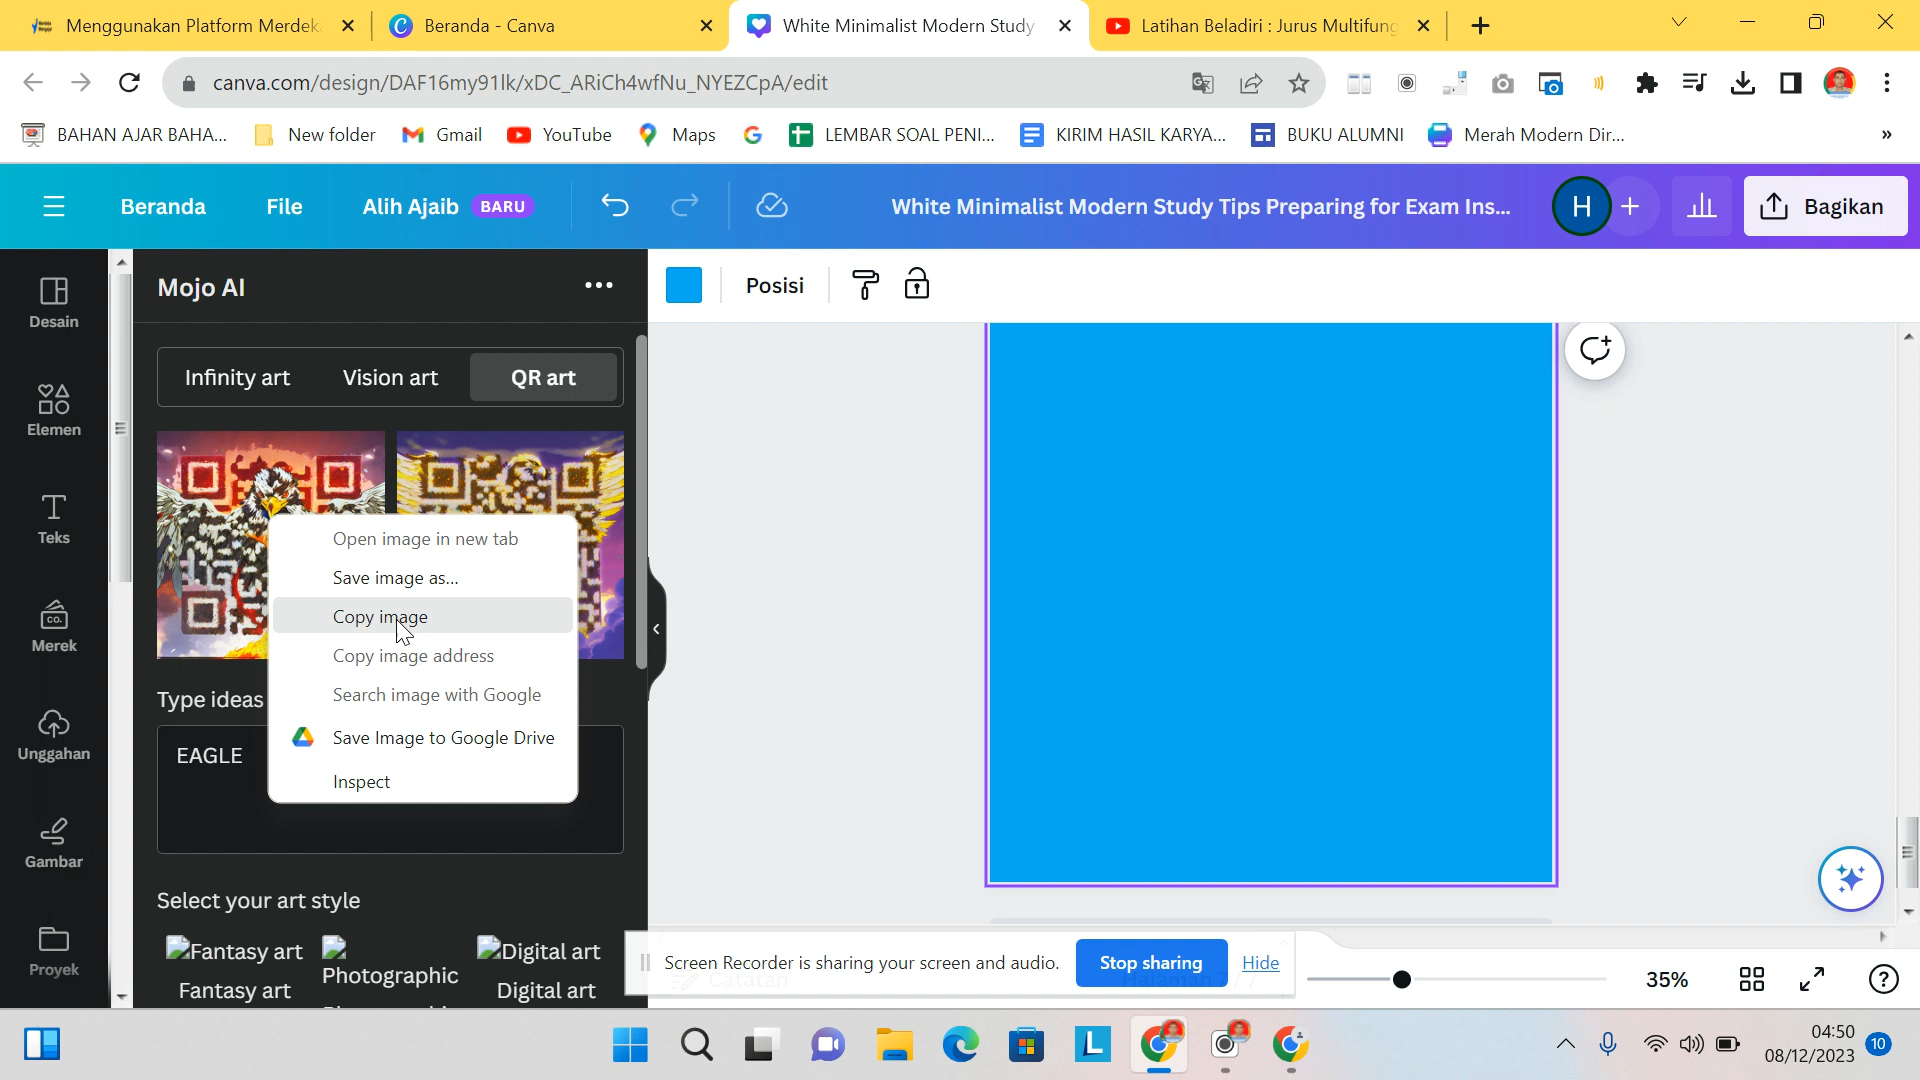 Menggunakan Platform Merdek
Beranda - Canva
White Minimalist Modern Study
Latihan Beladiri : Jurus Multifung
canva.com/design/DAF16my91lk/xDC_ARiCh4wfNu_NYEZCpA/edit
BAHAN AJAR BAHA...
New folder
Gmail
YouTube
Maps
LEMBAR SOAL PENI...
KIRIM HASIL KARYA...
BUKU ALUMNI
Merah Modern Dir...
»
Beranda
File
Alih Ajaib BARU
White Minimalist Modern Study Tips Preparing for Exam Ins...
H
Bagikan
Desain
Elemen
Teks
CO.
Merek
Unggahan
Gambar
Proyek
Mojo AI
Posisi
Infinity art
Vision art
QR art
Open image in new tab
Save image as...
Copy image
Copy image address
Search image with Google
Save Image to Google Drive
Inspect
Type ideas
EAGLE
Select your art style
Fantasy art
Photographic
Digital art
Fantasy art
Digital art
Screen Recorder is sharing your screen and audio.
Stop sharing
Hide
Catatan
35%
04:50
08/12/2023
10